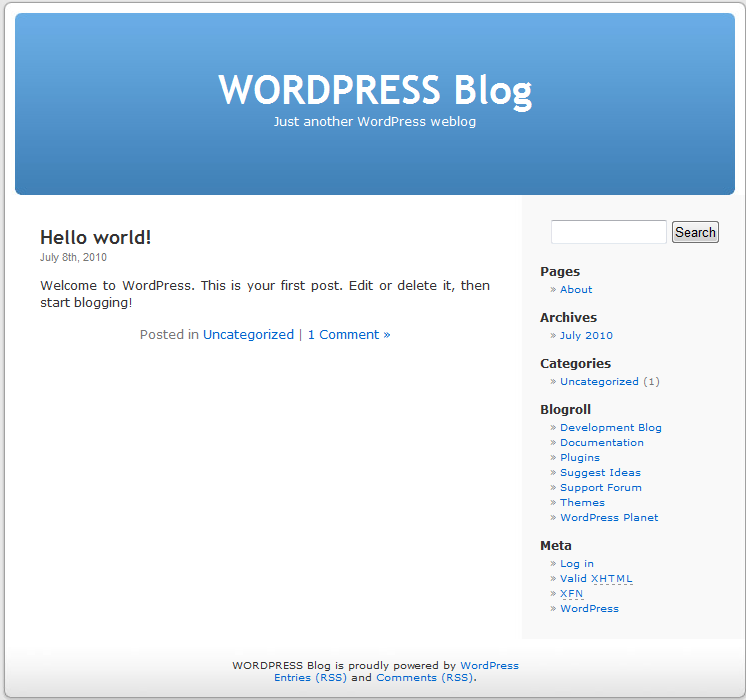 WORDPRESS Blog
Just another WordPress weblog
Hello world!
July 8th, 2010
Welcome to WordPress. This is your first post. Edit or delete it, then
start blogging!
Posted in Uncategorized | 1 Comment »
Search
Pages
» About
Archives
» July 2010
Categories
» Uncategorized (1)
Blogroll
» Development Blog
» Documentation
» Plugins
» Suggest Ideas
» Support Forum
» Themes
» WordPress Planet
Meta
» Log in
» Valid XHTML
» XFN
» WordPress
WORDPRESS Blog is proudly powered by WordPress
Entries (RSS) and Comments (RSS).